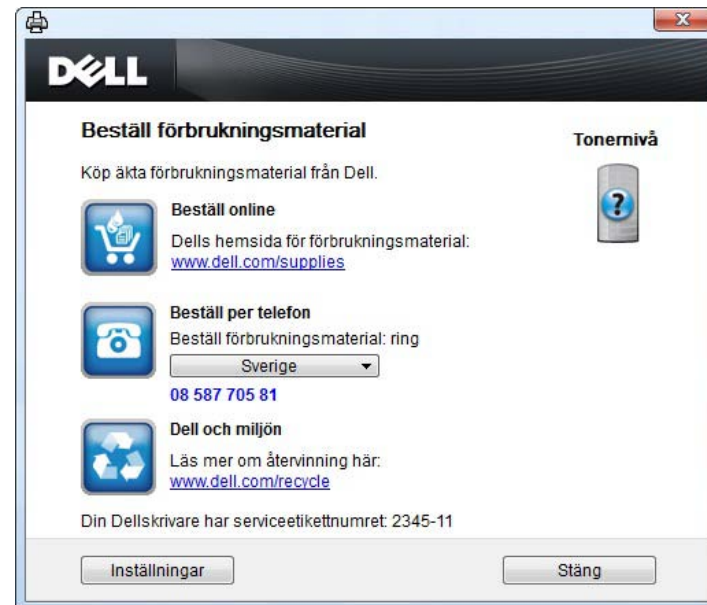 DELL
Beställ förbrukningsmaterial
Tonernivå
Köp äkta förbrukningsmaterial från Dell.
?
Beställ online
Dells hemsida för förbrukningsmaterial:
www.dell.com/supplies
Beställ per telefon
Beställ förbrukningsmaterial: ring
Sverige
08 587 705 81
Dell och miljön
Läs mer om återvinning här:
www.dell.com/recycle
Din Dellskrivare har serviceetikettnumret: 2345-11
Inställningar
Stäng